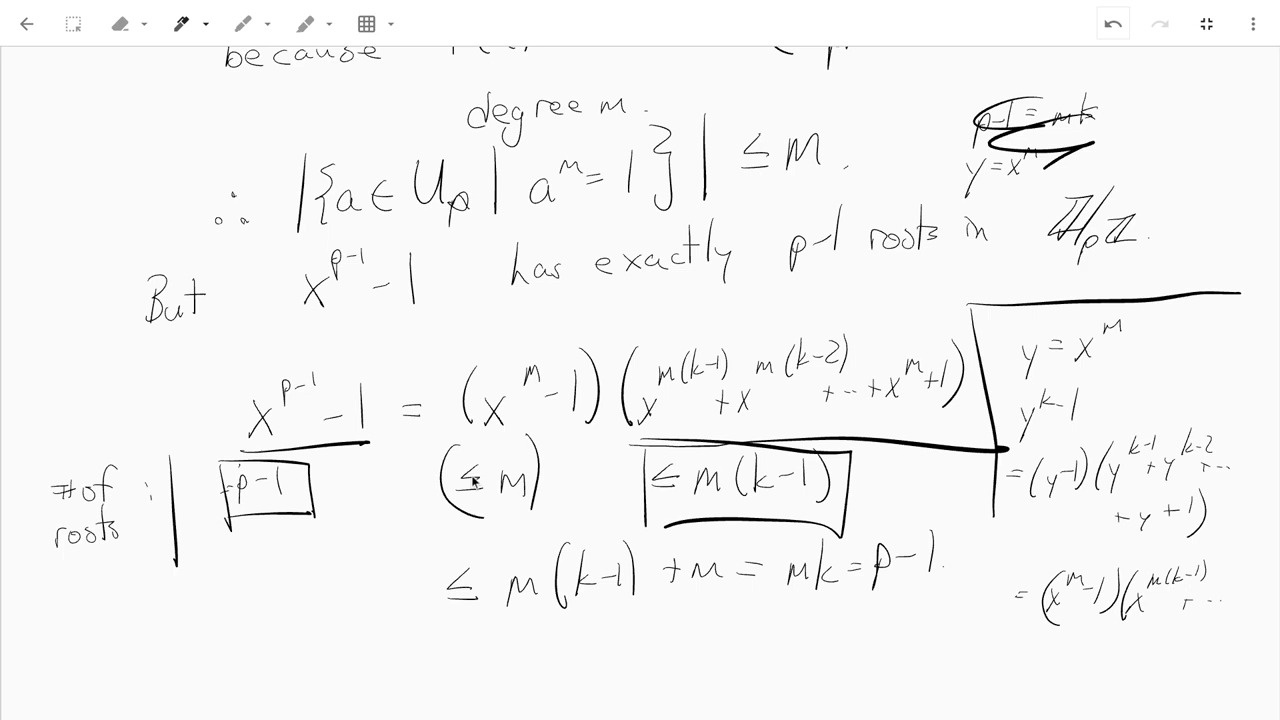 because
degree m.
∴ |{a ∈ U_p | a^m = 1}| ≤ m.
p-1 = mk
y = x^m
But x^{p-1} - 1 has exactly p-1 roots in ℤ/pℤ.
x^{p-1} - 1 = (x^m - 1)(x^{m(k-1)} + x^{m(k-2)} + ... + x^m + 1)
# of roots : = p-1 (≤ m) ≤ m(k-1)
≤ m(k-1) + m = mk = p-1.
y = x^m
y^k - 1
= (y-1)(y^{k-1} + y^{k-2} + ...
+ y + 1)
= (x^m - 1)(x^{m(k-1)} + ...